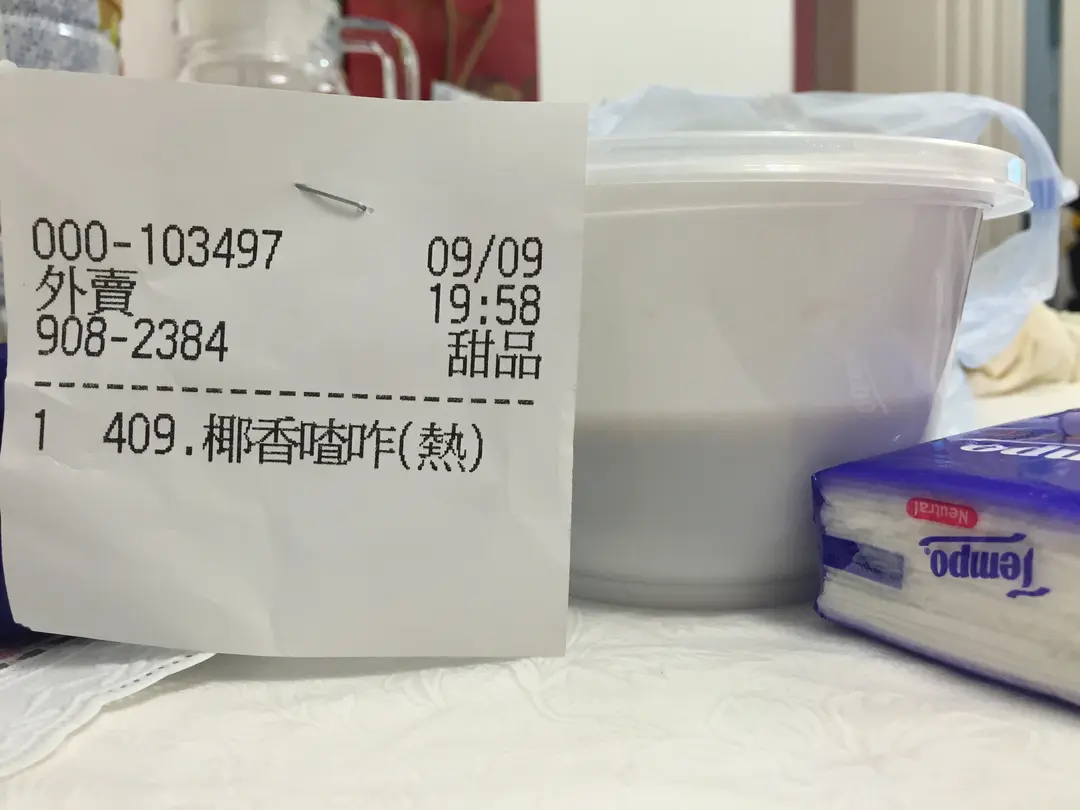 000-103497 09/09
外賣 19:58
908-2384 甜品
1 409.椰香喳咋(熱)
Neutral
Tempo